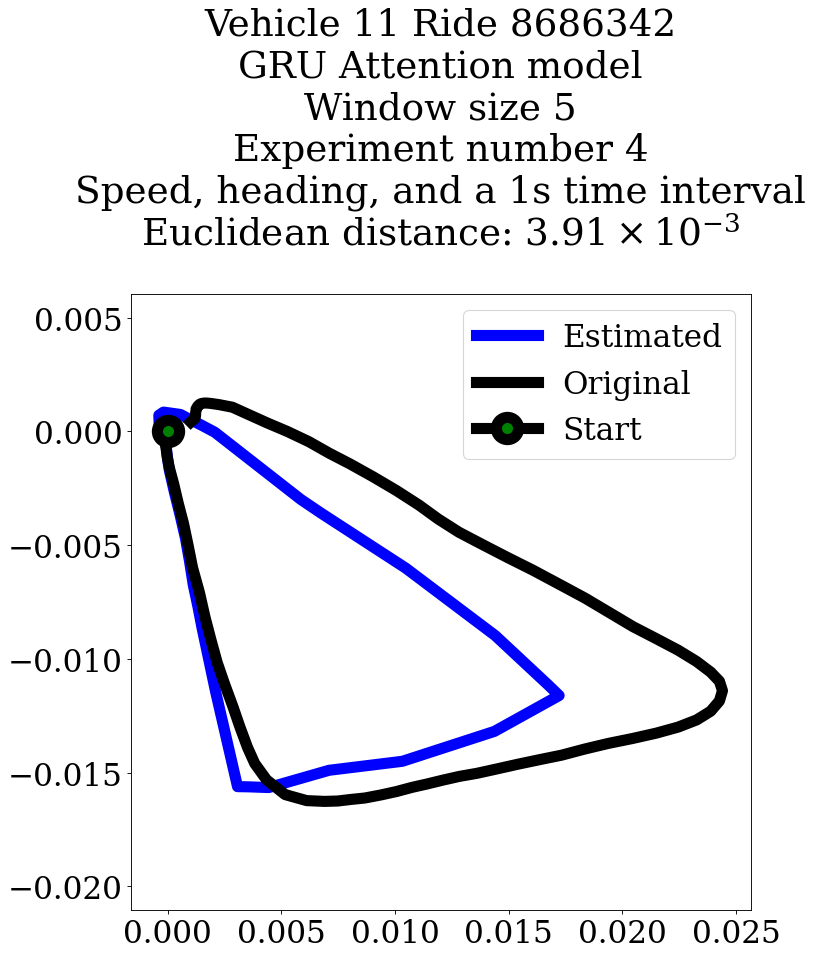 Vehicle 11 Ride 8686342
GRU Attention model
Window size 5
Experiment number 4
Speed, heading, and a 1s time interval
Euclidean distance: 3.91 × 10⁻³
Estimated
Original
Start
0.005
0.000
−0.005
−0.010
−0.015
−0.020
0.000 0.005 0.010 0.015 0.020 0.025